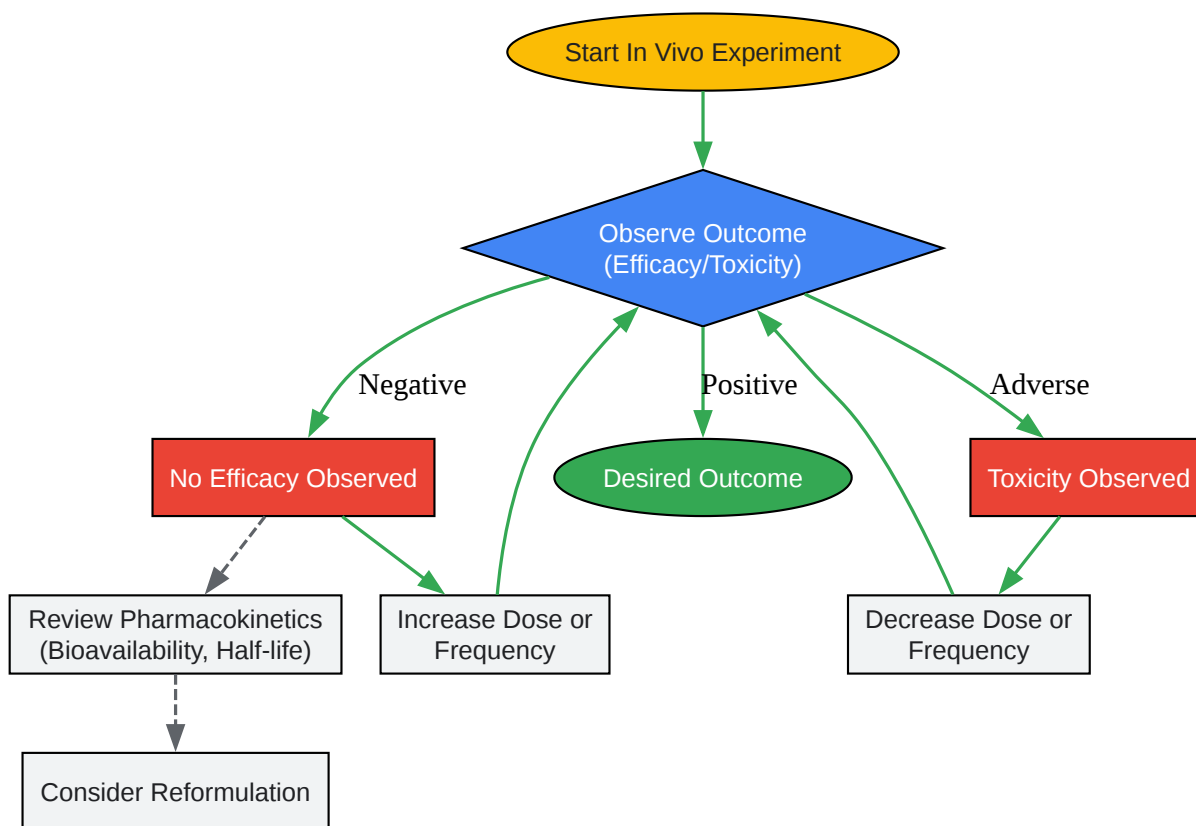 Start In Vivo Experiment
Observe Outcome
(Efficacy/Toxicity)
Negative
Positive
Adverse
No Efficacy Observed
Desired Outcome
Toxicity Observed
Review Pharmacokinetics
(Bioavailability, Half-life)
Increase Dose or
Frequency
Decrease Dose or
Frequency
Consider Reformulation